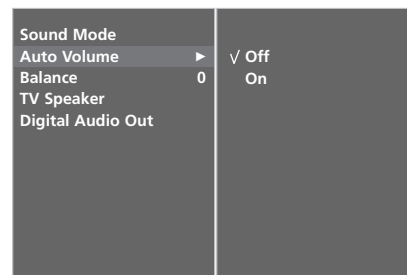 Sound Mode
Auto Volume ►
Balance 0
TV Speaker
Digital Audio Out
√ Off
On